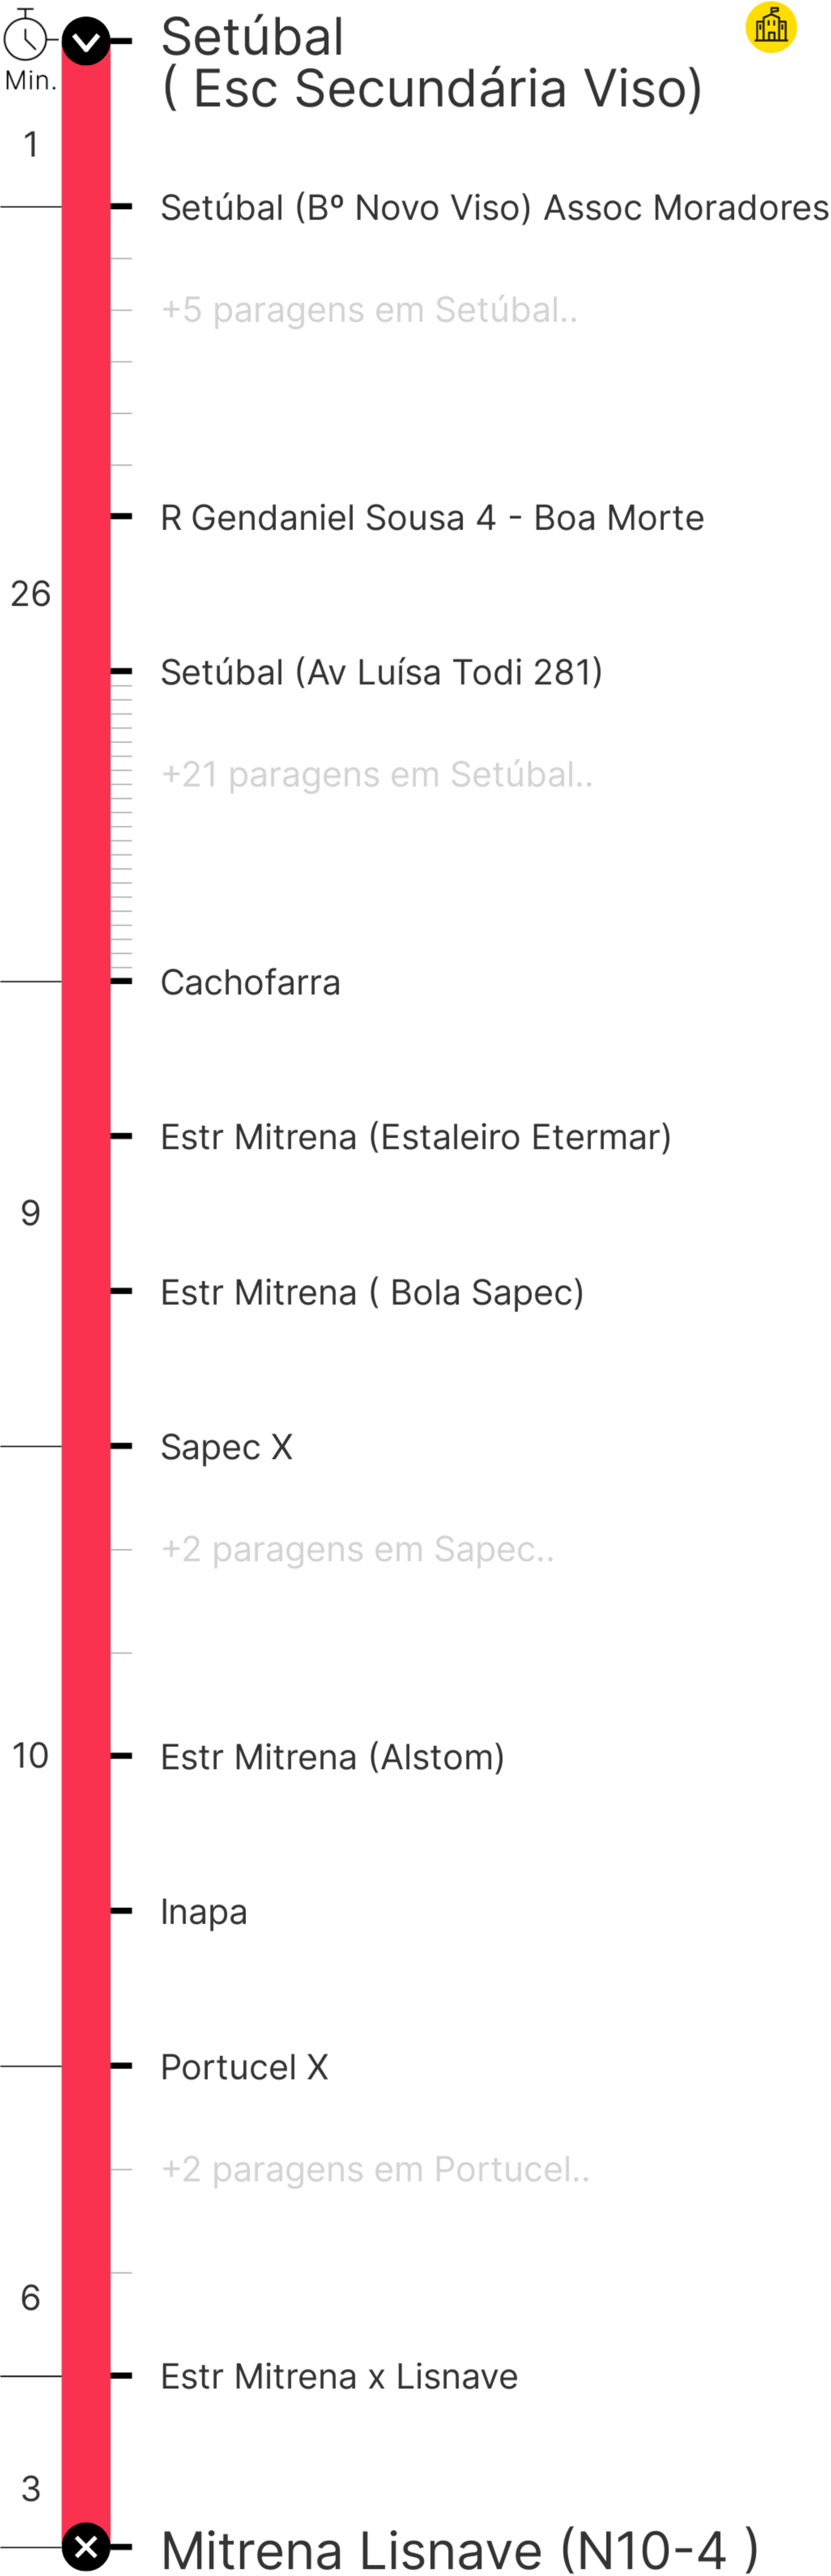 Min.
Setúbal
( Esc Secundária Viso)
1
Setúbal (Bº Novo Viso) Assoc Moradores
+5 paragens em Setúbal..
R Gendaniel Sousa 4 - Boa Morte
26
Setúbal (Av Luísa Todi 281)
+21 paragens em Setúbal..
Cachofarra
Estr Mitrena (Estaleiro Etermar)
9
Estr Mitrena ( Bola Sapec)
Sapec X
+2 paragens em Sapec..
10
Estr Mitrena (Alstom)
Inapa
Portucel X
+2 paragens em Portucel..
6
Estr Mitrena x Lisnave
3
Mitrena Lisnave (N10-4 )